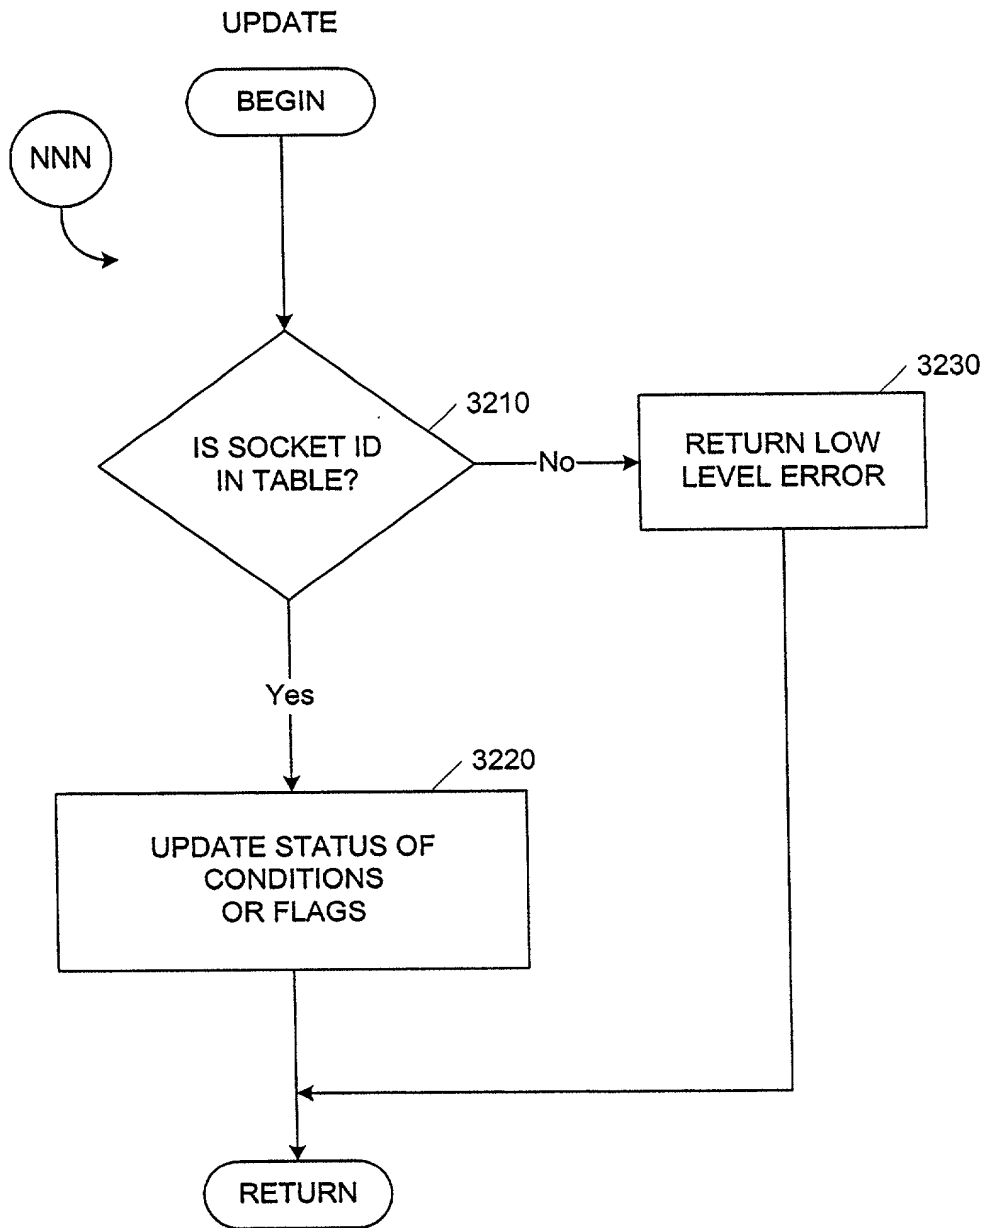 UPDATE
BEGIN
NNN
3210
IS SOCKET ID
IN TABLE?
No
3230
RETURN LOW
LEVEL ERROR
Yes
3220
UPDATE STATUS OF
CONDITIONS
OR FLAGS
RETURN